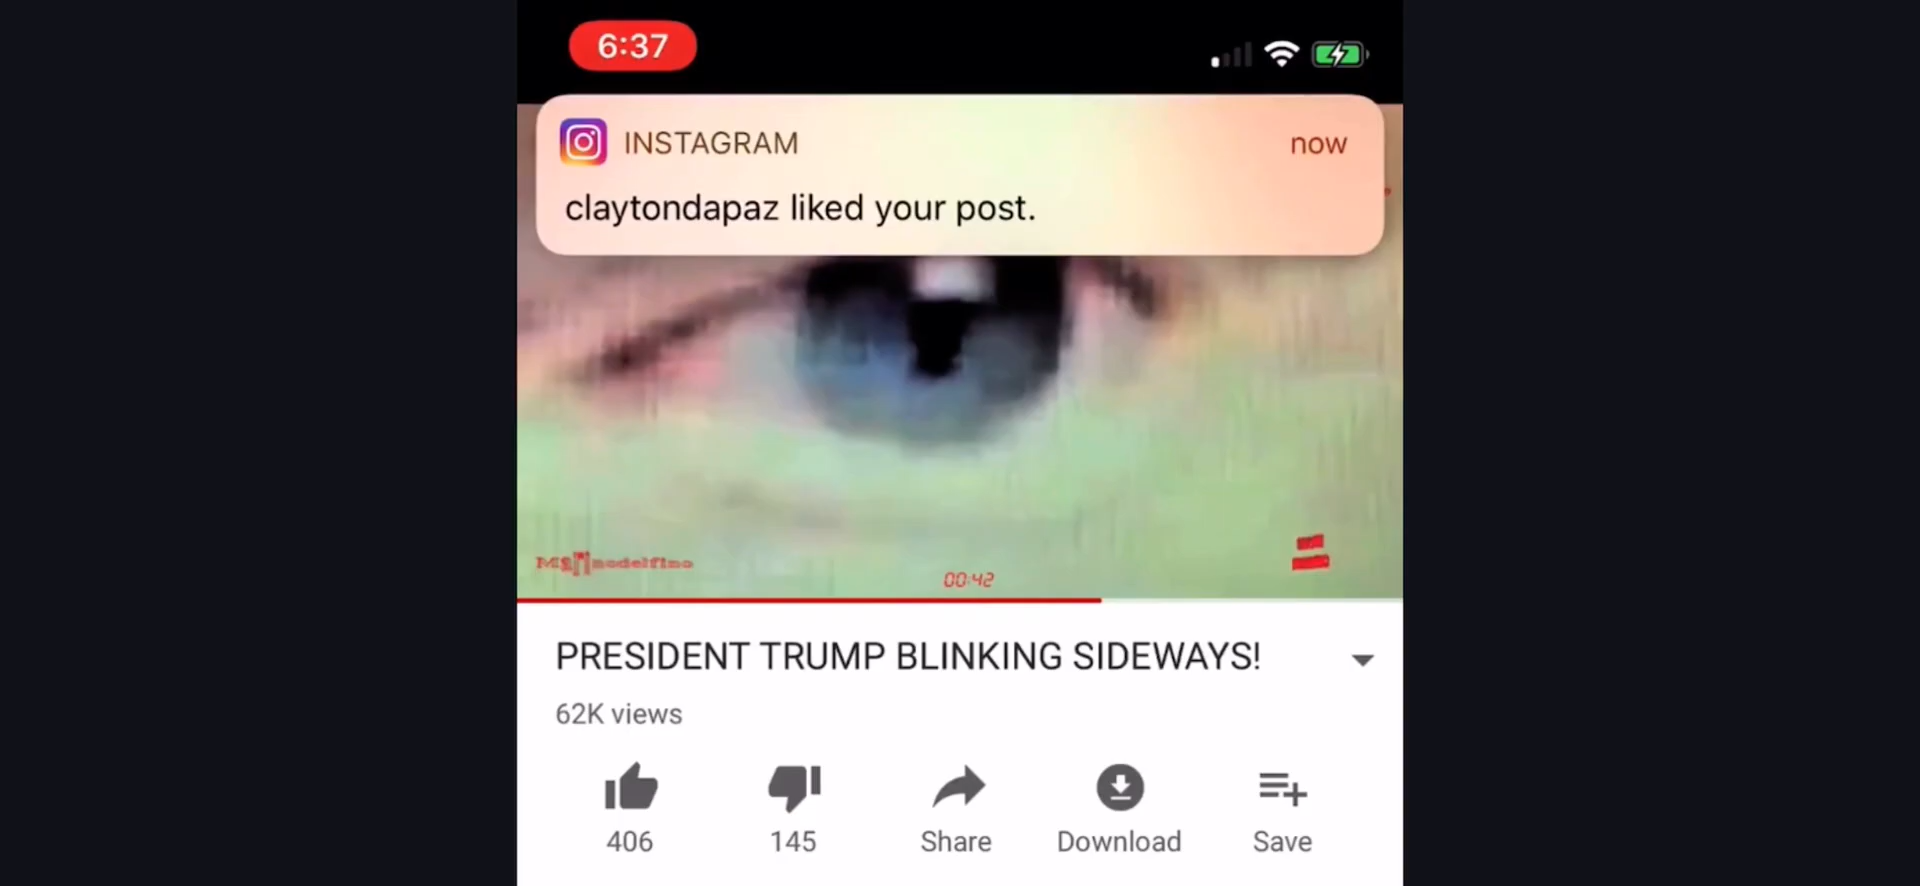 6:37
INSTAGRAM
now
claytondapaz liked your post.
00:42
PRESIDENT TRUMP BLINKING SIDEWAYS!
62K views
406
145
Share
Download
Save